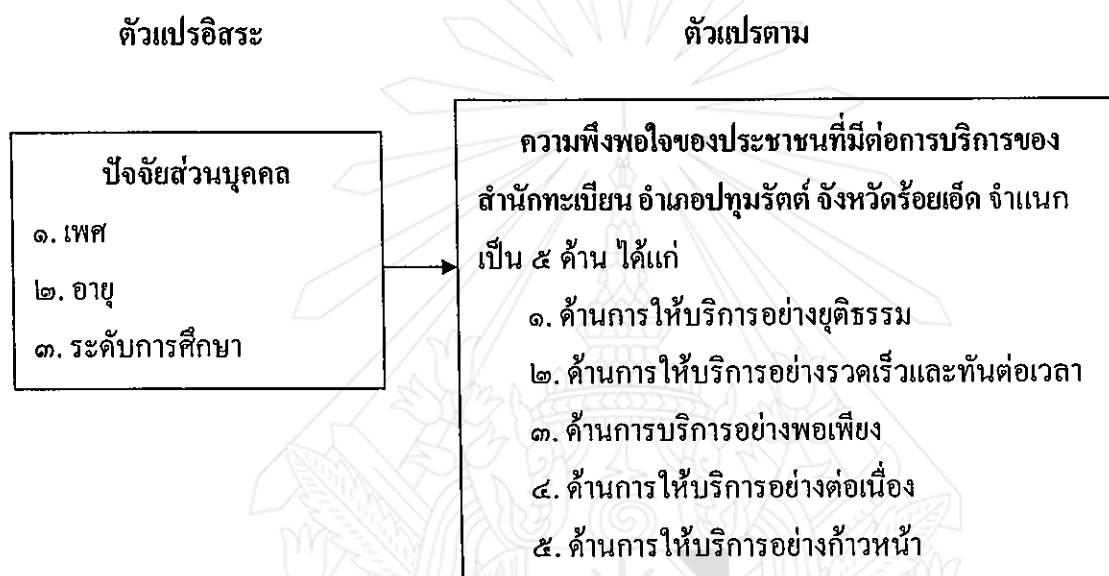 ตัวแปรอิสระ
ตัวแปรตาม
ปัจจัยส่วนบุคคล
๑. เพศ
๒. อายุ
๓. ระดับการศึกษา
ความพึงพอใจของประชาชนที่มีต่อการบริการของ
สำนักทะเบียน อำเภอปทุมรัตต์ จังหวัดร้อยเอ็ด จำแนก
เป็น ๕ ด้าน ได้แก่
๑. ด้านการให้บริการอย่างยุติธรรม
๒. ด้านการให้บริการอย่างรวดเร็วและทันต่อเวลา
๓. ด้านการบริการอย่างพอเพียง
๔. ด้านการให้บริการอย่างต่อเนื่อง
๕. ด้านการให้บริการอย่างก้าวหน้า